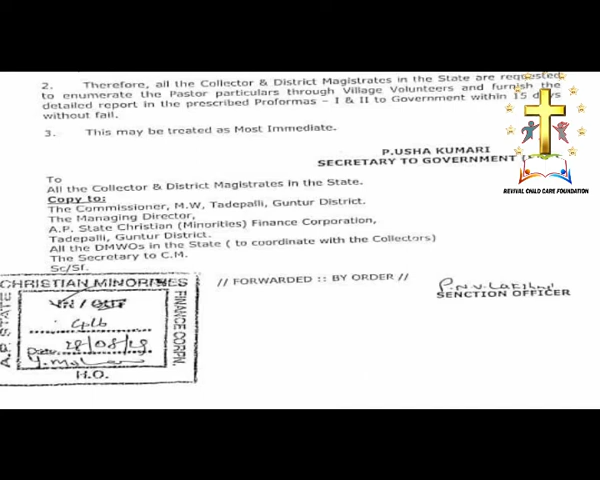 2. Therefore, all the Collector & District Magistrates in the State are requested
to enumerate the Pastor particulars through Village Volunteers and furnish the
detailed report in the prescribed Proformas – I & II to Government within 15 days
without fail.
3. This may be treated as Most Immediate.
P.USHA KUMARI
SECRETARY TO GOVERNMENT
To
All the Collector & District Magistrates in the State.
Copy to:
The Commissioner, M.W, Tadepalli, Guntur District.
The Managing Director,
A.P. State Christian (Minorities) Finance Corporation,
Tadepalli, Guntur District.
All the DMWOs in the State ( to coordinate with the Collectors)
The Secretary to C.M.
Sc/Sf.
// FORWARDED :: BY ORDER //
SENCTION OFFICER
A.P. STATE
CHRISTIAN MINORITIES
FINANCE CORPN.
Date 28/08/19
H.O.
REVIVAL CHILD CARE FOUNDATION